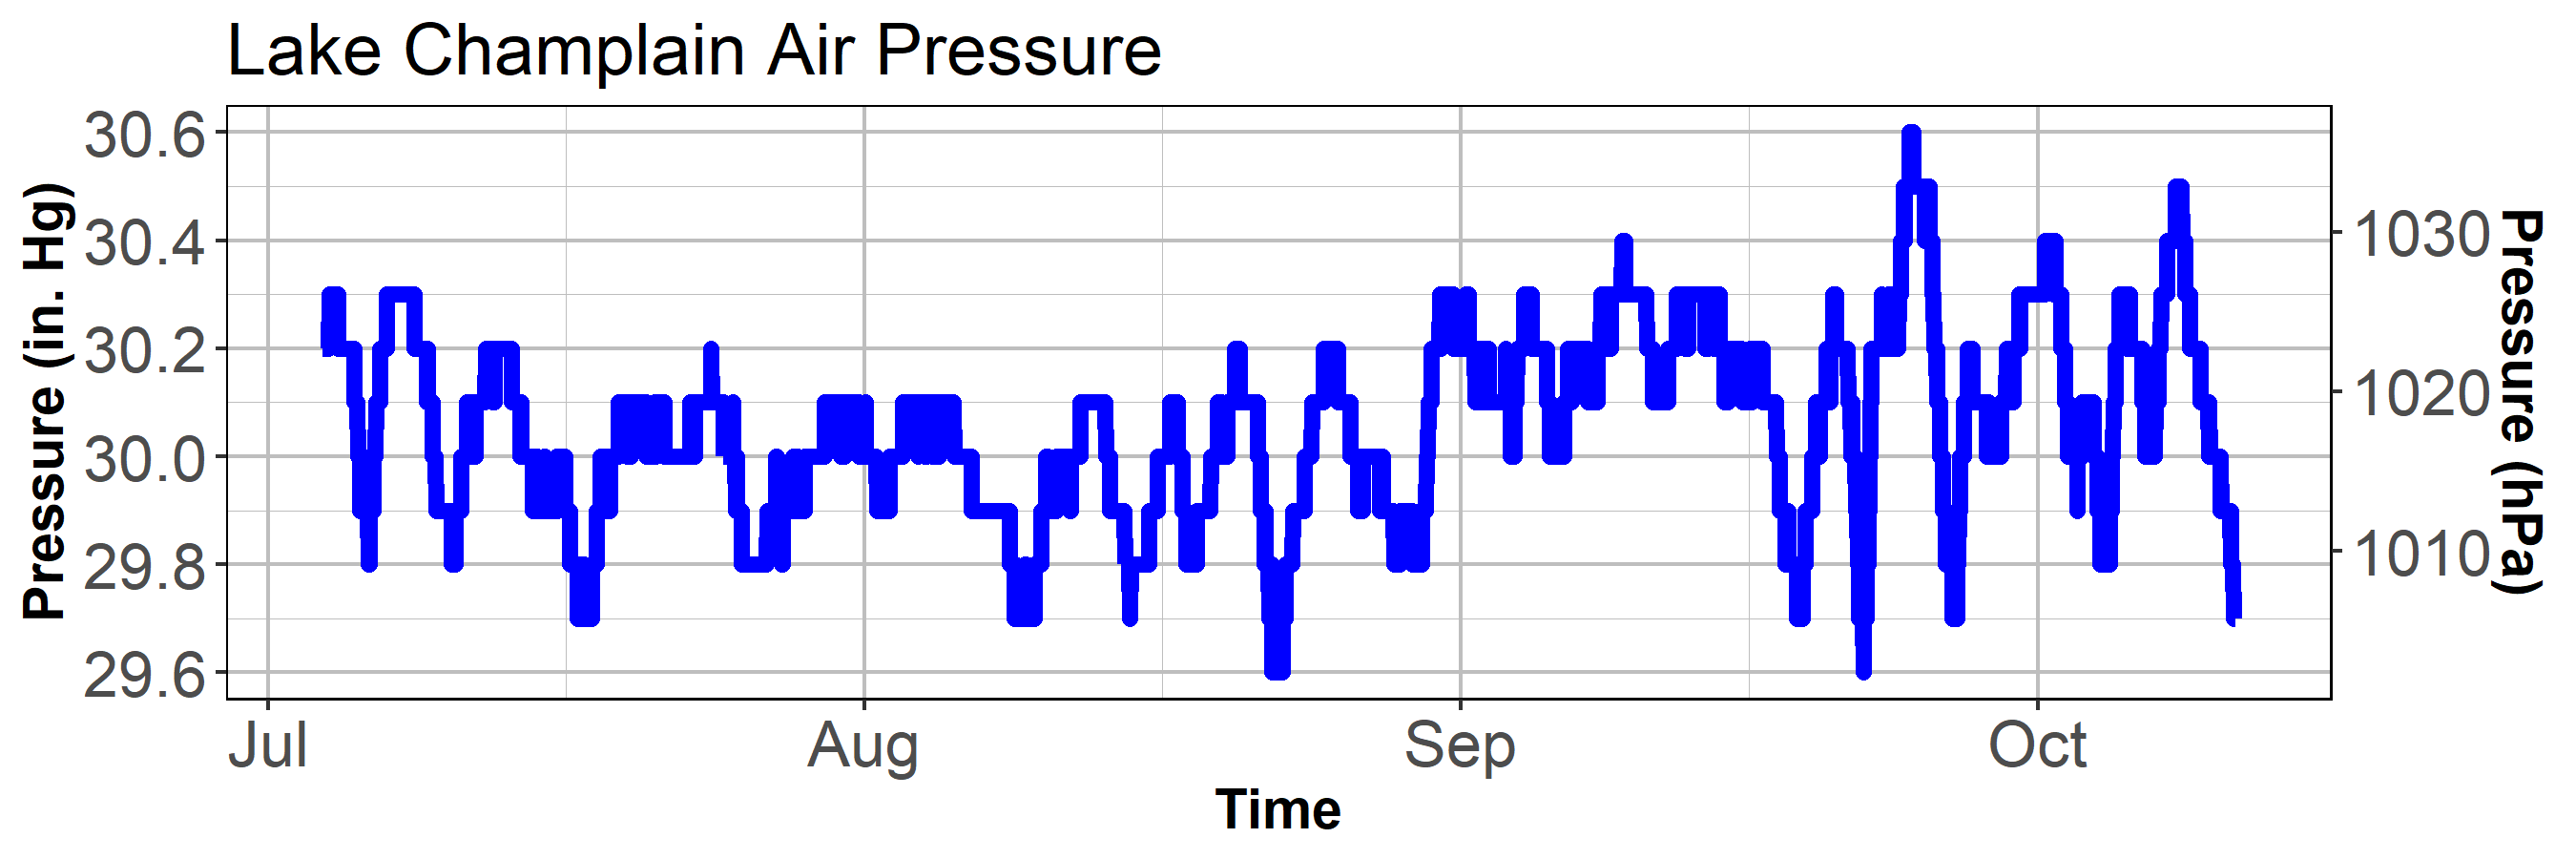 Lake Champlain Air Pressure
Pressure (in. Hg)
30.6
30.4
30.2
30.0
29.8
29.6
1030
1020
1010
Pressure (hPa)
Jul Aug Sep Oct
Time